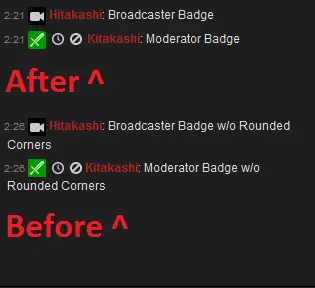 2:21 Hitakashi: Broadcaster Badge
2:21 Kitakashi: Moderator Badge
After ^
2:26 Hitakashi: Broadcaster Badge w/o Rounded
Corners
2:26 Kitakashi: Moderator Badge w/o
Rounded Corners
Before ^